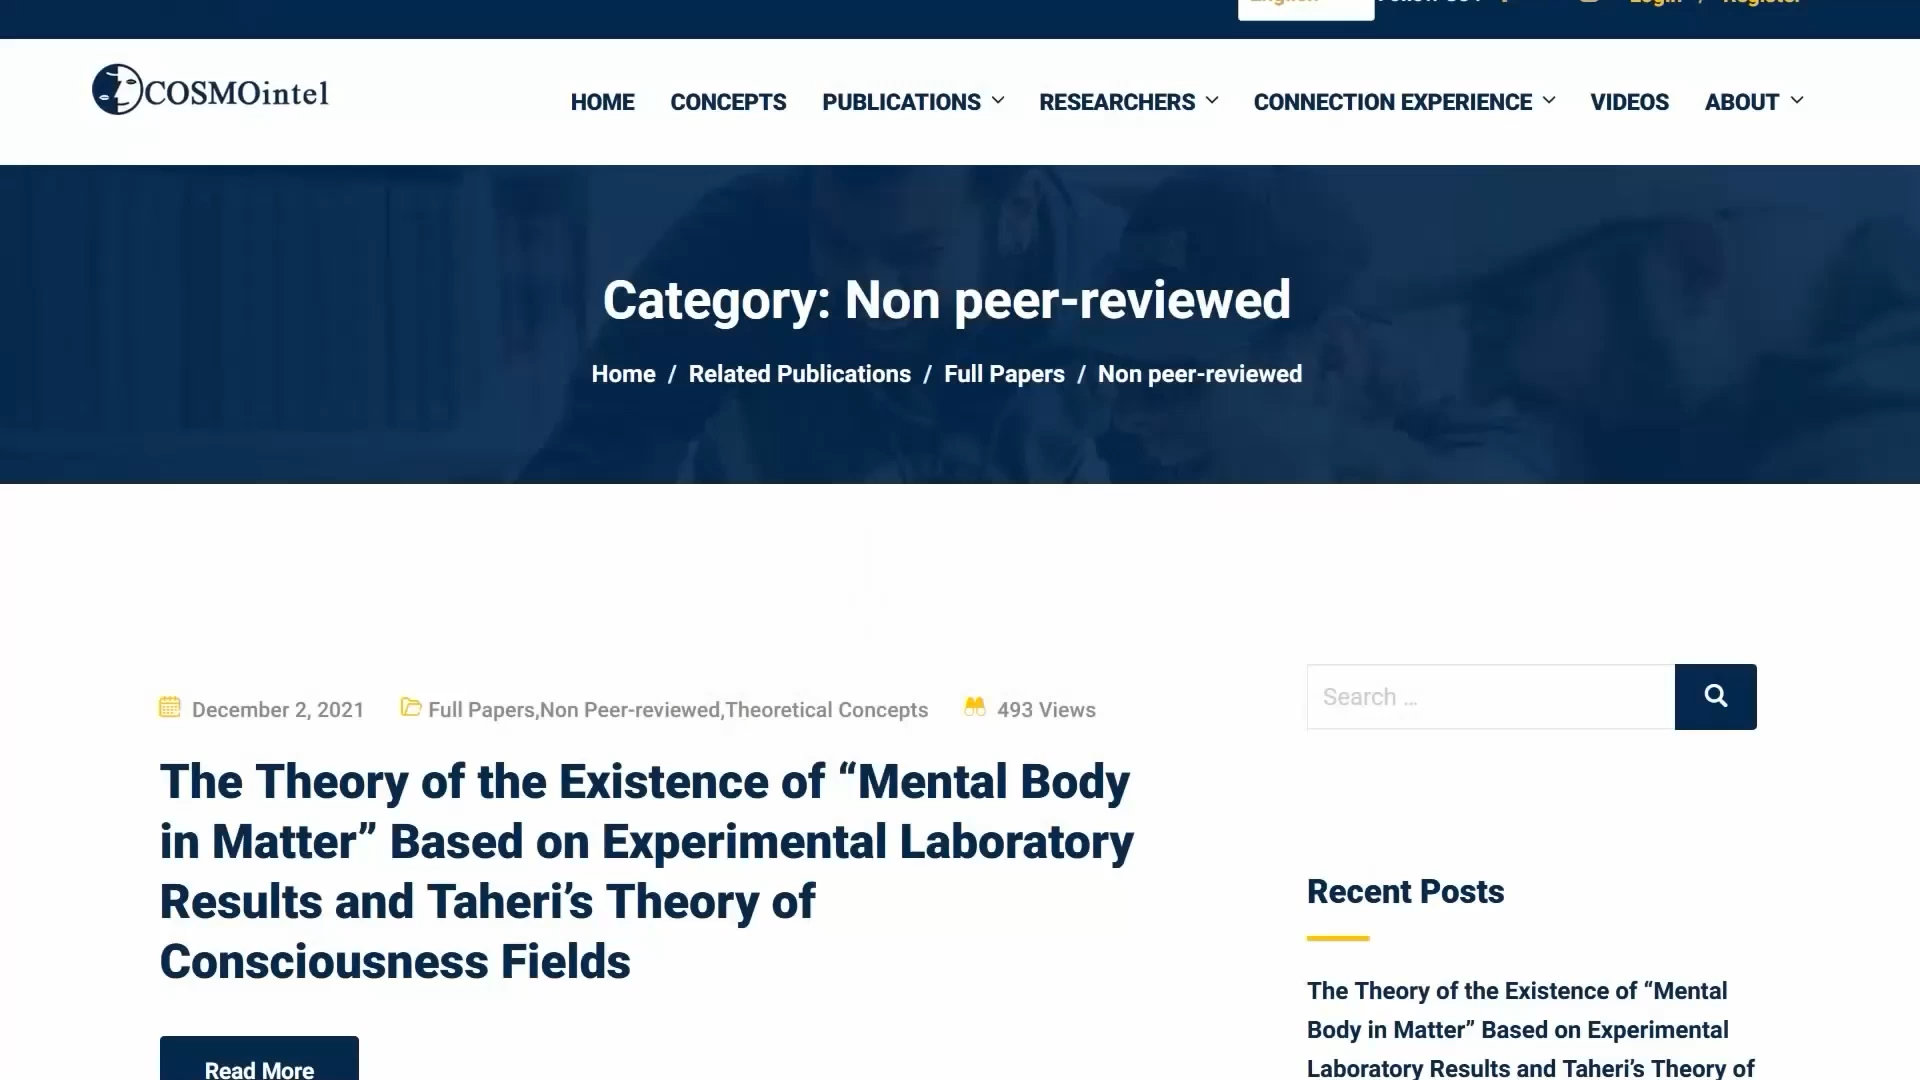 COSMOintel
HOME CONCEPTS PUBLICATIONS RESEARCHERS CONNECTION EXPERIENCE VIDEOS ABOUT
Category: Non peer-reviewed
Home / Related Publications / Full Papers / Non peer-reviewed
December 2, 2021 Full Papers,Non Peer-reviewed,Theoretical Concepts 493 Views
Search ...
The Theory of the Existence of “Mental Body
in Matter” Based on Experimental Laboratory
Results and Taheri’s Theory of
Consciousness Fields
Read More
Recent Posts
The Theory of the Existence of “Mental
Body in Matter” Based on Experimental
Laboratory Results and Taheri’s Theory of